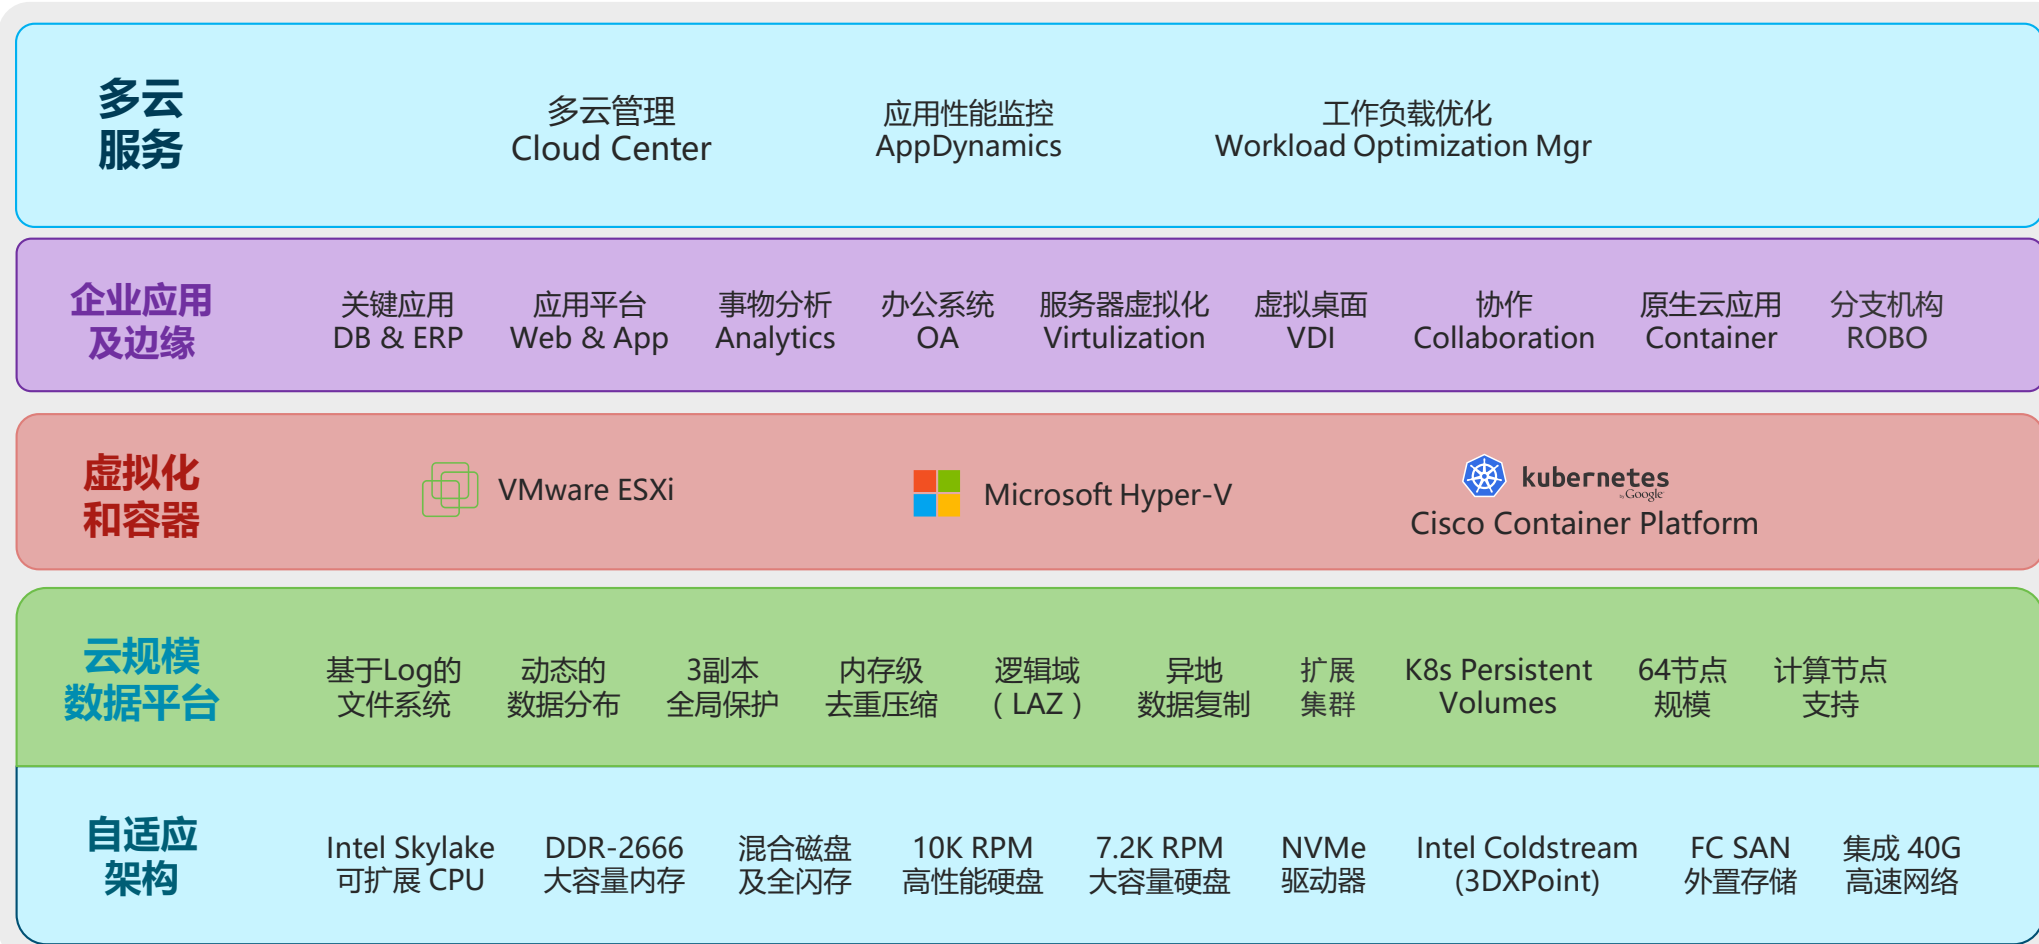 多云
服务
多云管理
Cloud Center
应用性能监控
AppDynamics
工作负载优化
Workload Optimization Mgr
企业应用
及边缘
关键应用
DB & ERP
应用平台
Web & App
事物分析
Analytics
办公系统
OA
服务器虚拟化
Virtulization
虚拟桌面
VDI
协作
Collaboration
原生云应用
Container
分支机构
ROBO
虚拟化
和容器
VMware ESXi
Microsoft Hyper-V
kubernetes
by Google
Cisco Container Platform
云规模
数据平台
基于Log的
文件系统
动态的
数据分布
3副本
全局保护
内存级
去重压缩
逻辑域
（LAZ）
异地
数据复制
扩展
集群
K8s Persistent
Volumes
64节点
规模
计算节点
支持
自适应
架构
Intel Skylake
可扩展 CPU
DDR-2666
大容量内存
混合磁盘
及全闪存
10K RPM
高性能硬盘
7.2K RPM
大容量硬盘
NVMe
驱动器
Intel Coldstream
(3DXPoint)
FC SAN
外置存储
集成 40G
高速网络